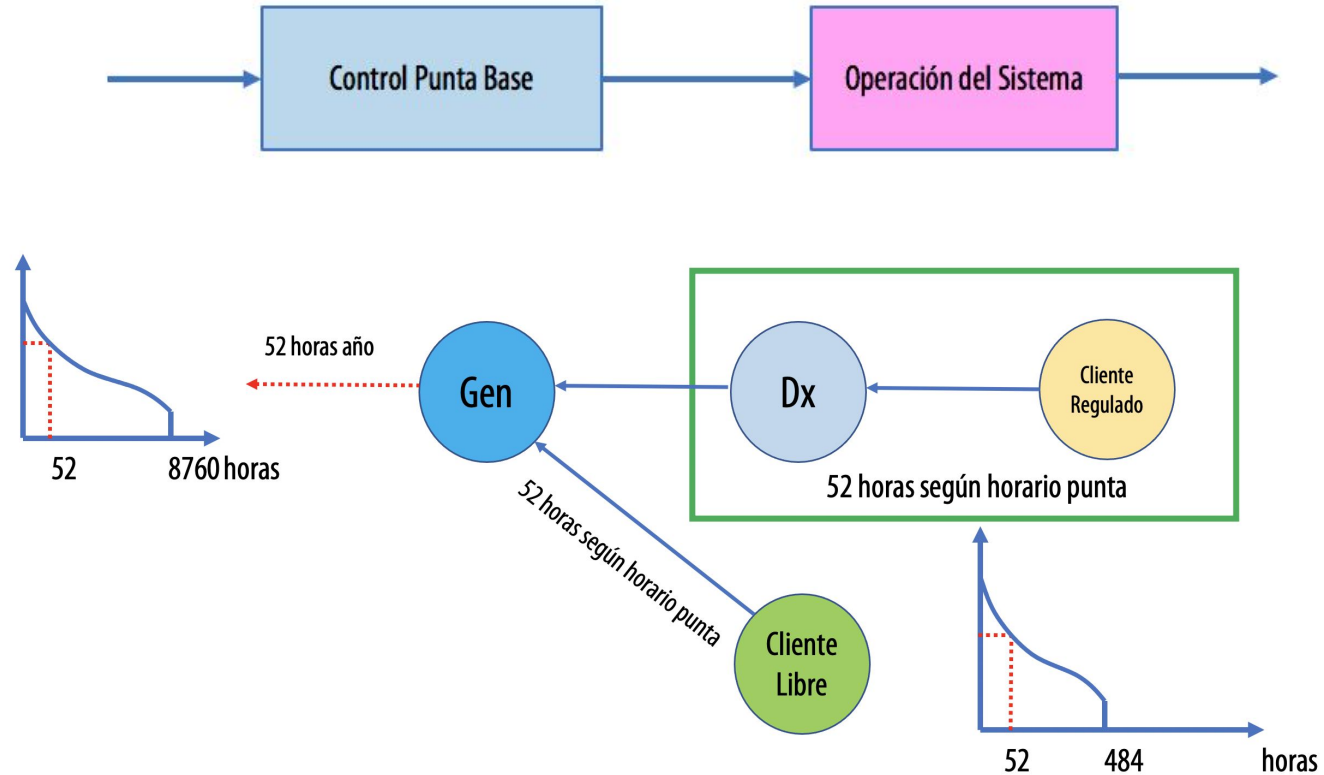 Control Punta Base
Operación del Sistema
52 horas año
Gen
Dx
Cliente
Regulado
52 8760 horas
52 horas según horario punta
52 horas según horario punta
Cliente
Libre
52 484 horas